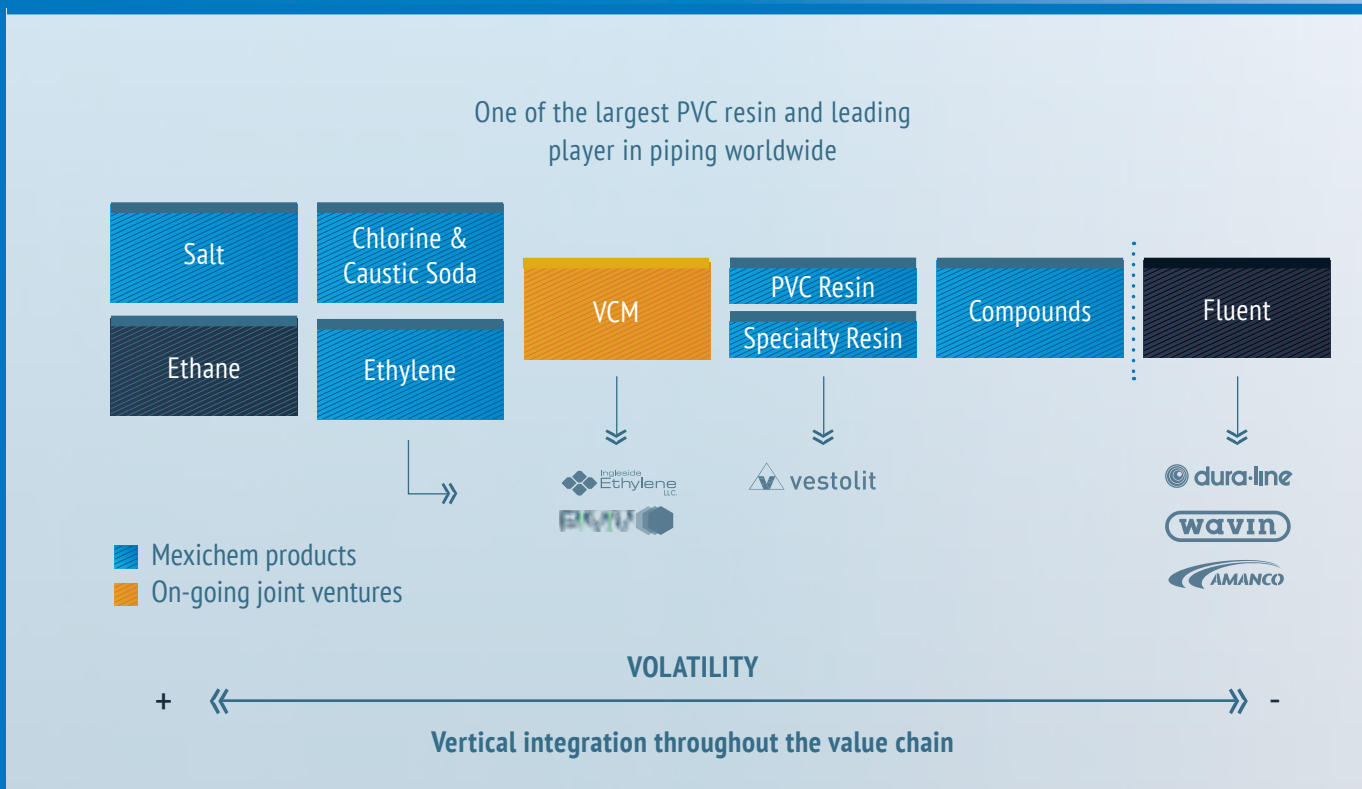 One of the largest PVC resin and leading
player in piping worldwide
Salt
Chlorine &
Caustic Soda
Ethane
Ethylene
VCM
PVC Resin
Specialty Resin
Compounds
Fluent
Ingleside
Ethylene
LLC.
vestolit
dura·line
wavin
AMANCO
Mexichem products
On-going joint ventures
VOLATILITY
+
-
Vertical integration throughout the value chain